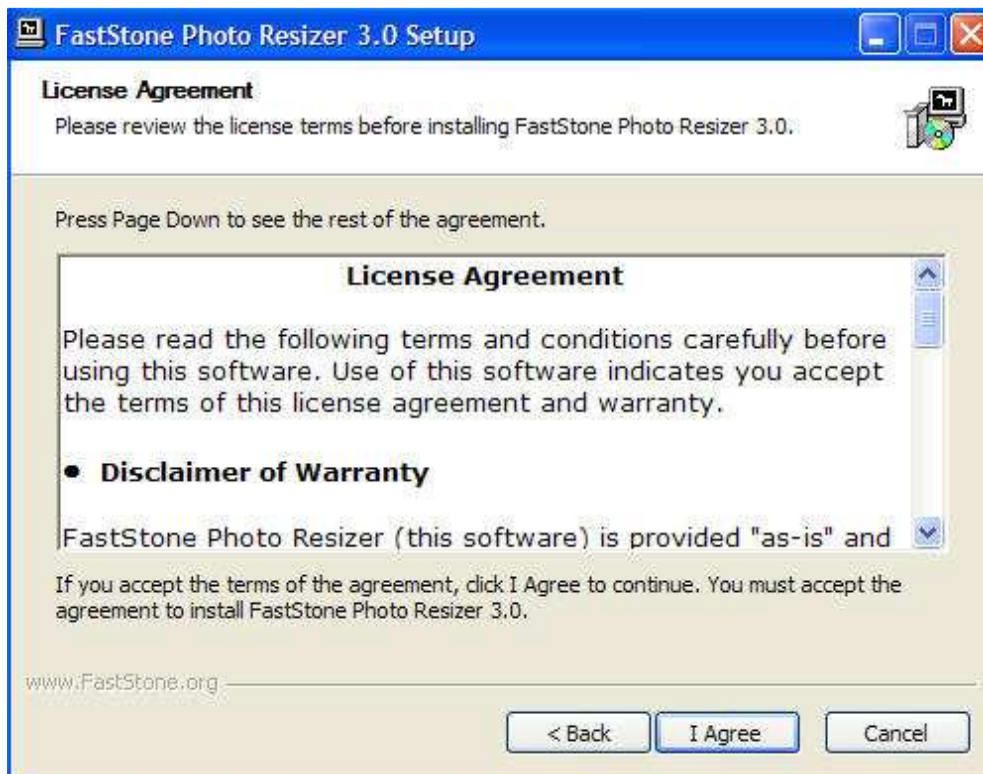 FastStone Photo Resizer 3.0 Setup
License Agreement
Please review the license terms before installing FastStone Photo Resizer 3.0.
Press Page Down to see the rest of the agreement.
License Agreement
Please read the following terms and conditions carefully before
using this software. Use of this software indicates you accept
the terms of this license agreement and warranty.
• Disclaimer of Warranty
FastStone Photo Resizer (this software) is provided "as-is" and
If you accept the terms of the agreement, click I Agree to continue. You must accept the
agreement to install FastStone Photo Resizer 3.0.
www.FastStone.org
< Back I Agree Cancel